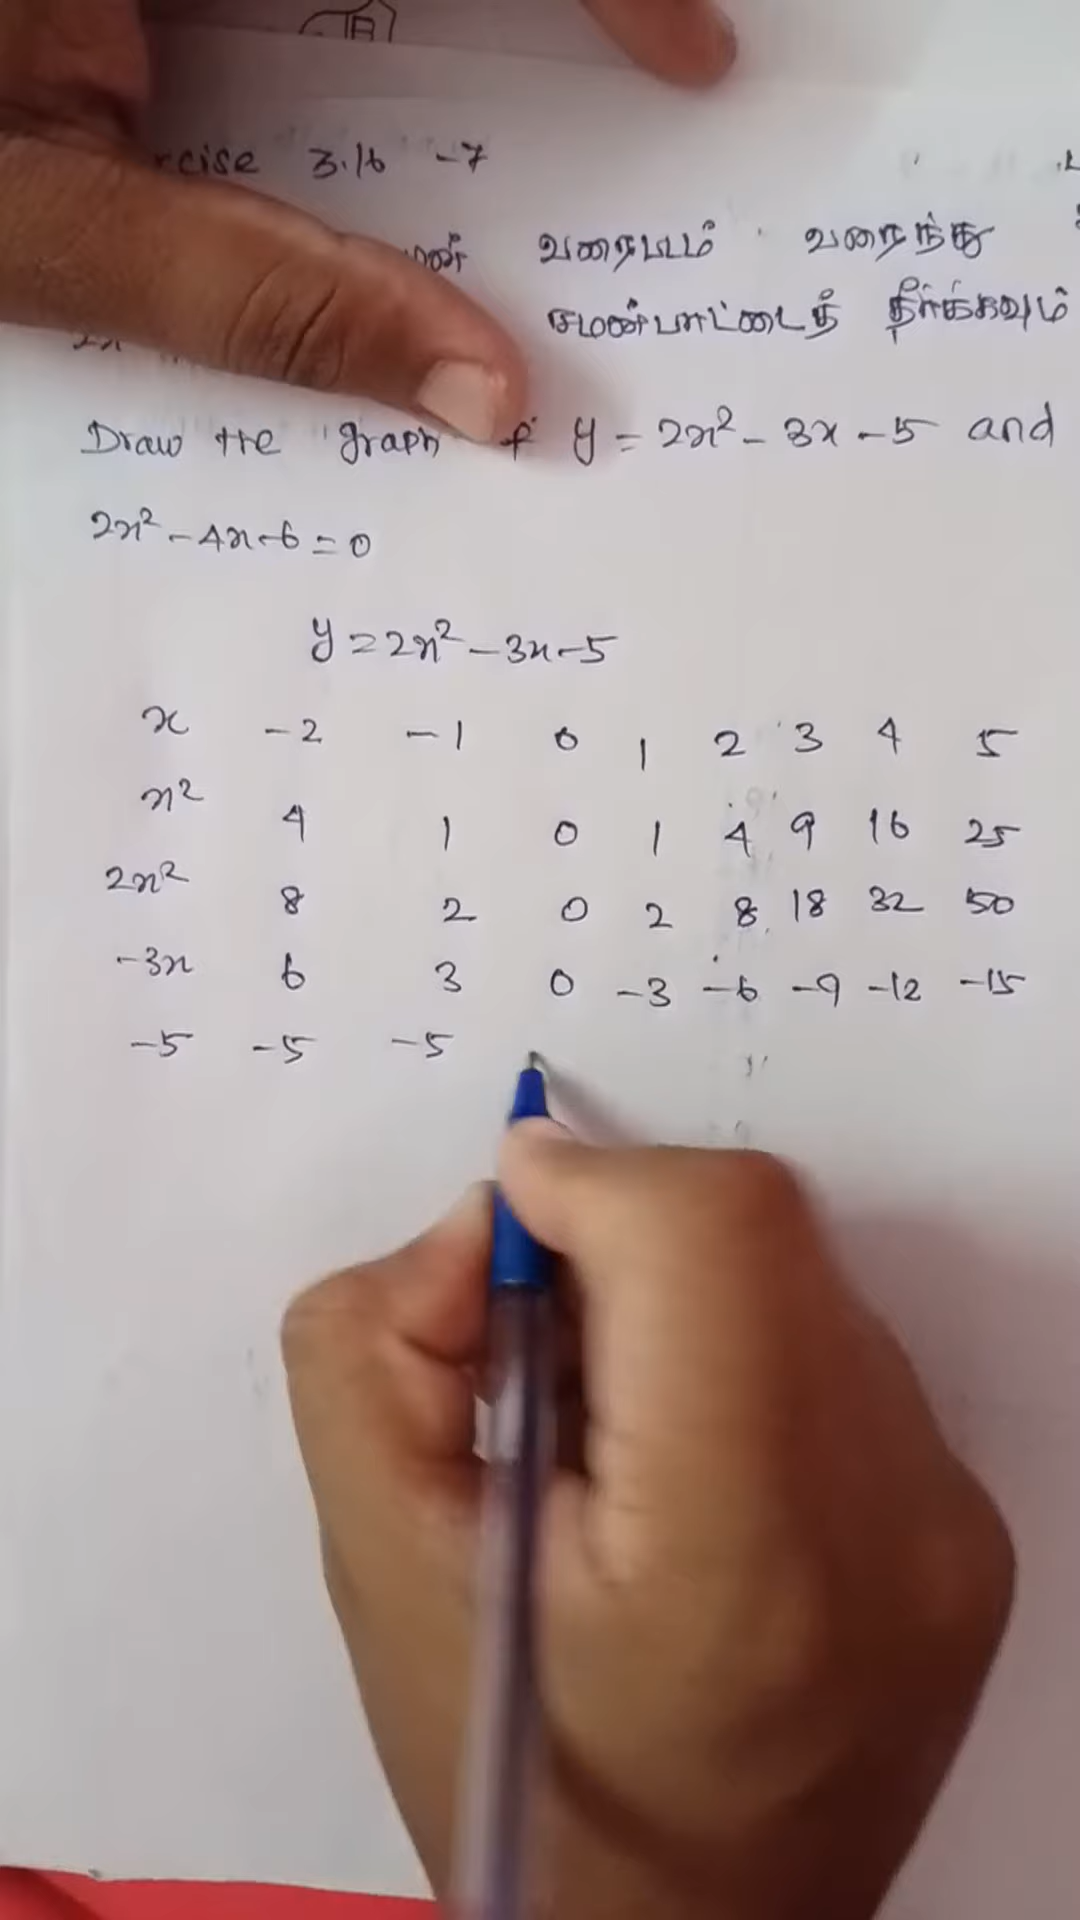 rcise 3.16 -7
வரைபடம் வரைந்து
சமன்பாட்டைத் தீர்க்கவும்
Draw the graph f y = 2x² - 3x - 5 and
2x² - 4x - 6 = 0
y = 2x² - 3x - 5
x -2 -1 0 1 2 3 4 5
x² 4 1 0 1 4 9 16 25
2x² 8 2 0 2 8 18 32 50
-3x 6 3 0 -3 -6 -9 -12 -15
-5 -5 -5